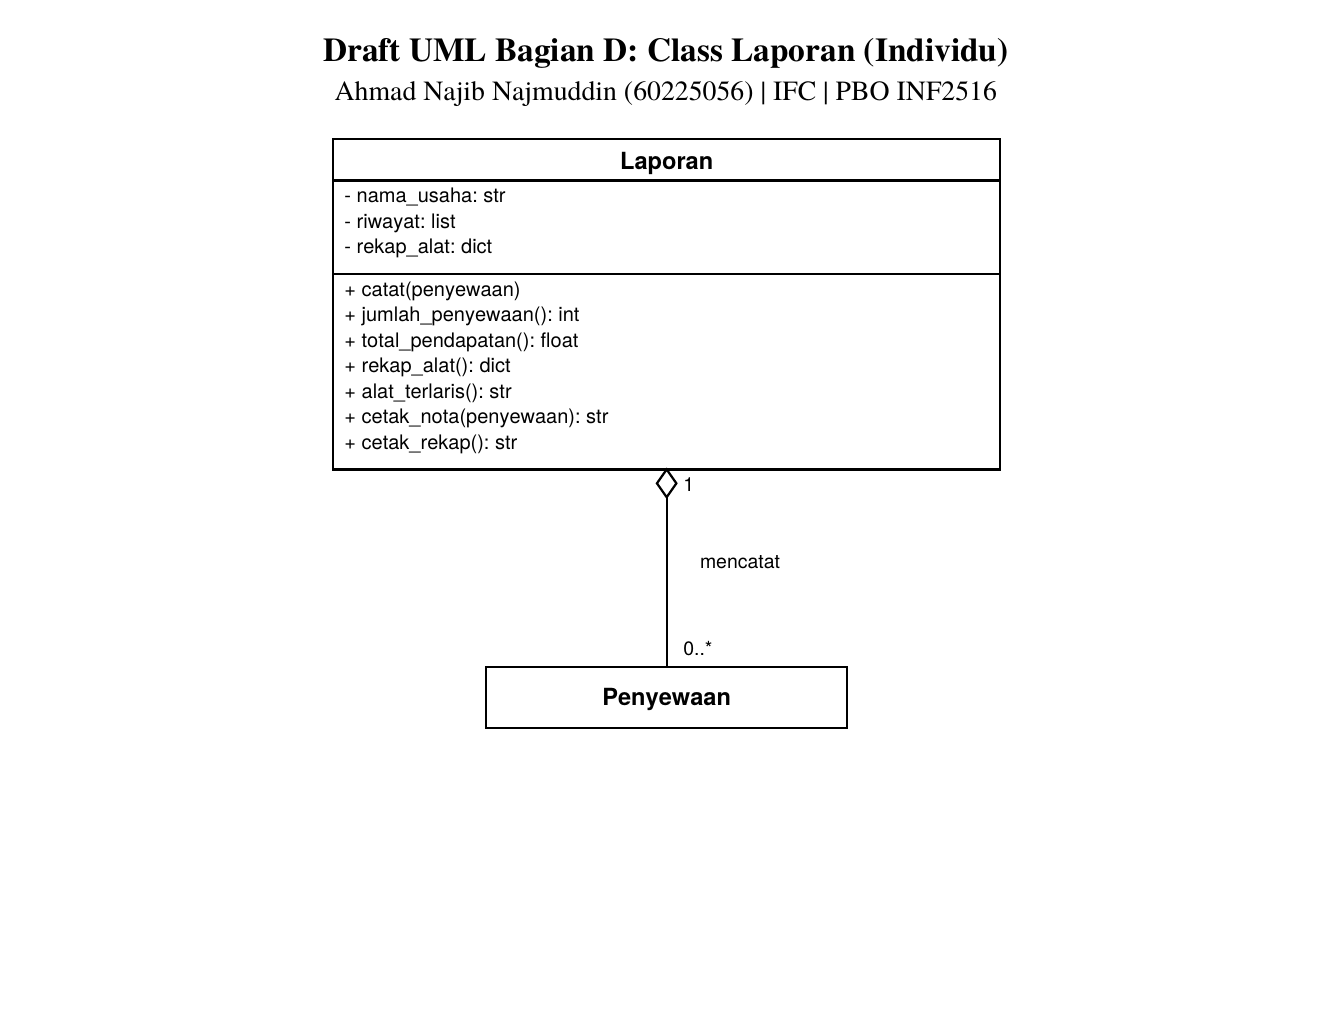 Draft UML Bagian D: Class Laporan (Individu)
Ahmad Najib Najmuddin (60225056) | IFC | PBO INF2516
Laporan
- nama_usaha: str
- riwayat: list
- rekap_alat: dict
+ catat(penyewaan)
+ jumlah_penyewaan(): int
+ total_pendapatan(): float
+ rekap_alat(): dict
+ alat_terlaris(): str
+ cetak_nota(penyewaan): str
+ cetak_rekap(): str
1
mencatat
0..*
Penyewaan